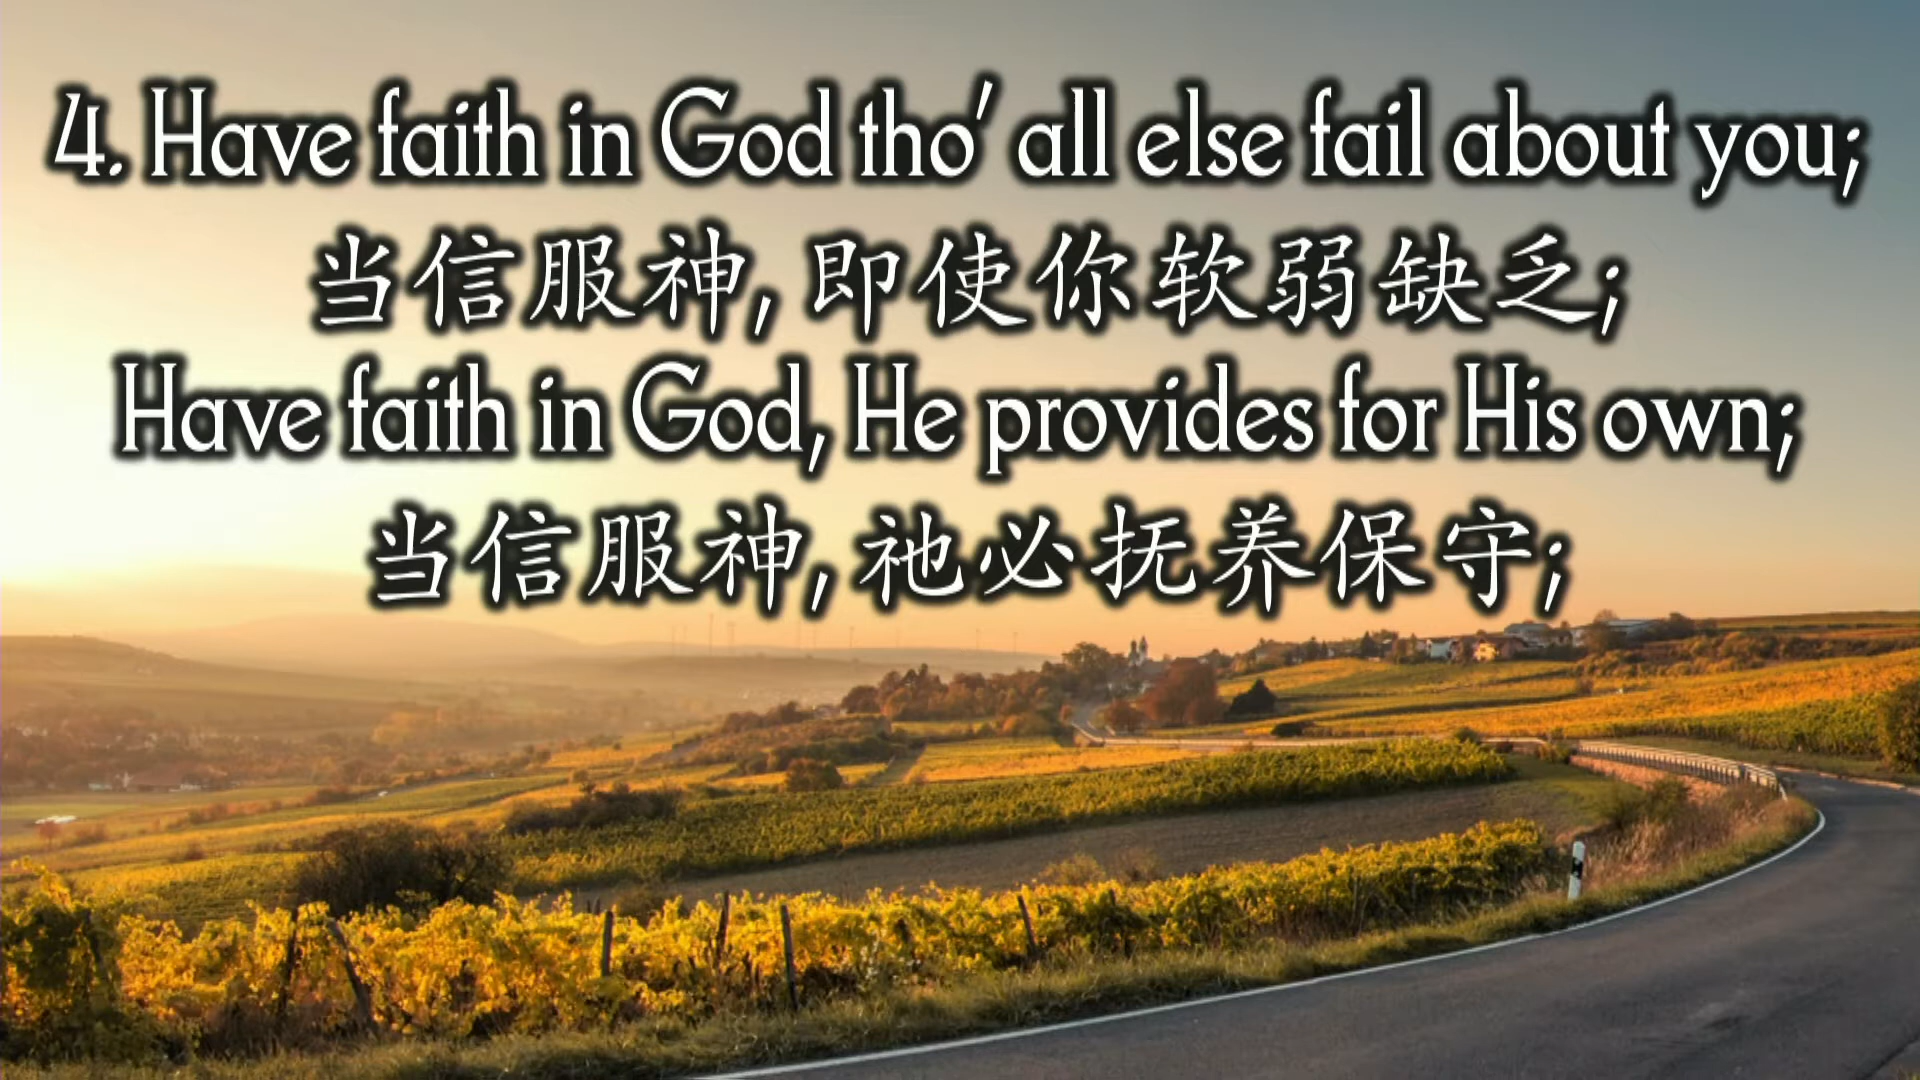 4. Have faith in God tho' all else fail about you;
当信服神, 即使你软弱缺乏;
Have faith in God, He provides for His own;
当信服神, 祂必抚养保守;